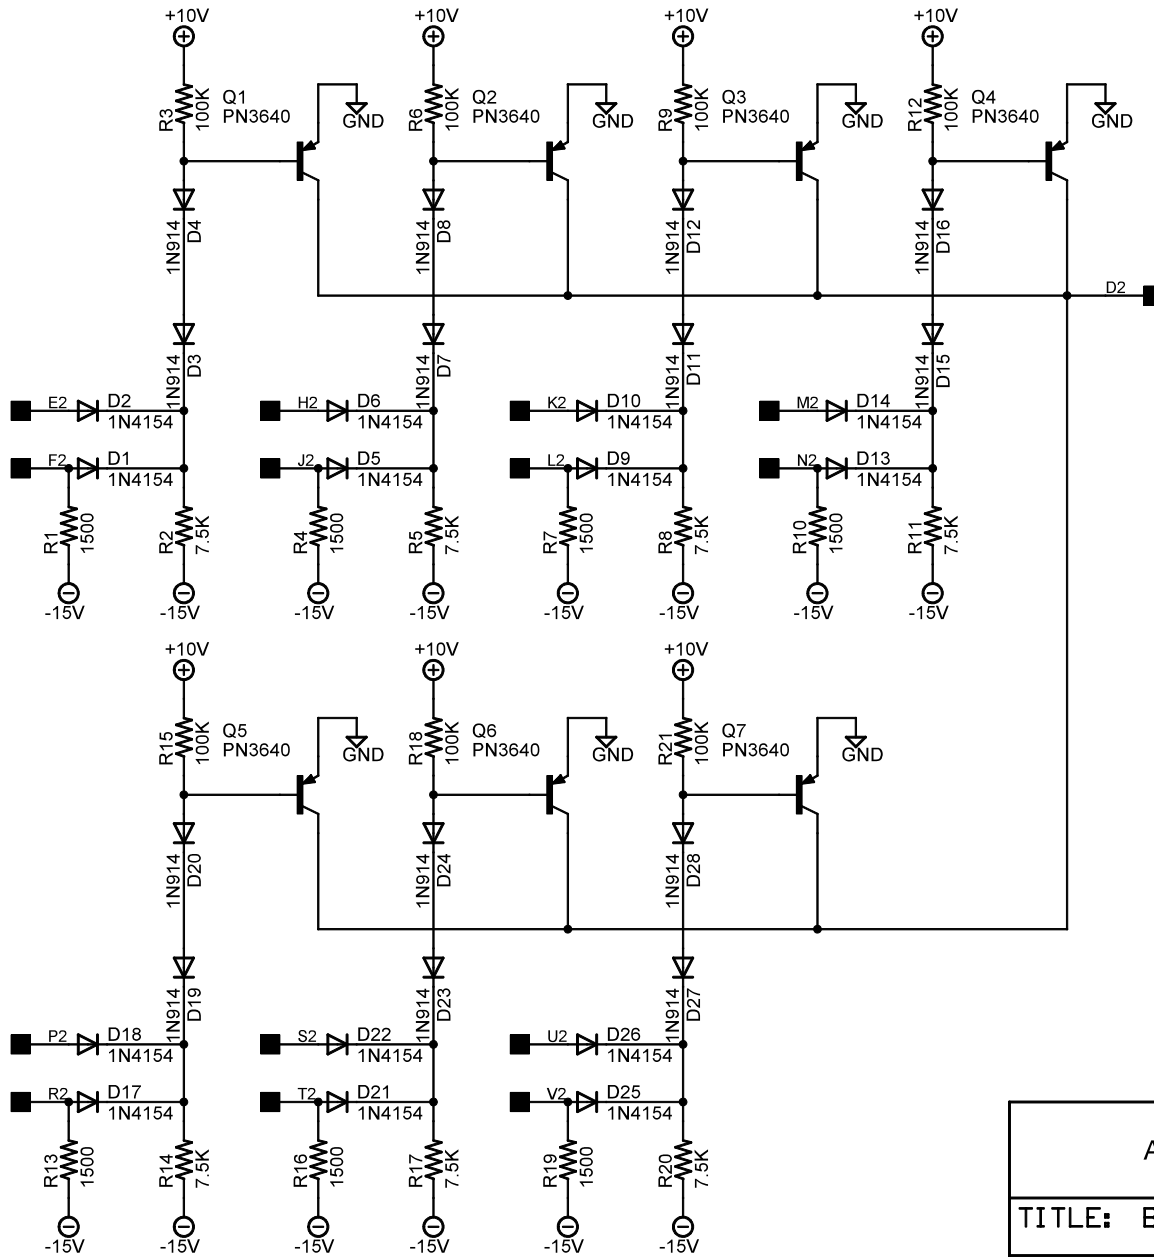 +10V +10V +10V +10V
R3 100K Q1 PN3640 GND
R6 100K Q2 PN3640 GND
R9 100K Q3 PN3640 GND
R12 100K Q4 PN3640 GND
1N914 D4
1N914 D8
1N914 D12
1N914 D16
D2
1N914 D3
1N914 D7
1N914 D11
1N914 D15
E2 D2 1N4154
H2 D6 1N4154
K2 D10 1N4154
M2 D14 1N4154
F2 D1 1N4154
J2 D5 1N4154
L2 D9 1N4154
N2 D13 1N4154
R1 1500 R2 7.5K
R4 1500 R5 7.5K
R7 1500 R8 7.5K
R10 1500 R11 7.5K
-15V -15V -15V -15V -15V -15V -15V -15V
+10V +10V +10V
R15 100K Q5 PN3640 GND
R18 100K Q6 PN3640 GND
R21 100K Q7 PN3640 GND
1N914 D20
1N914 D24
1N914 D28
1N914 D19
1N914 D23
1N914 D27
P2 D18 1N4154
S2 D22 1N4154
U2 D26 1N4154
R2 D17 1N4154
T2 D21 1N4154
V2 D25 1N4154
R13 1500 R14 7.5K
R16 1500 R17 7.5K
R19 1500 R20 7.5K
-15V -15V -15V -15V -15V -15V
TITLE: